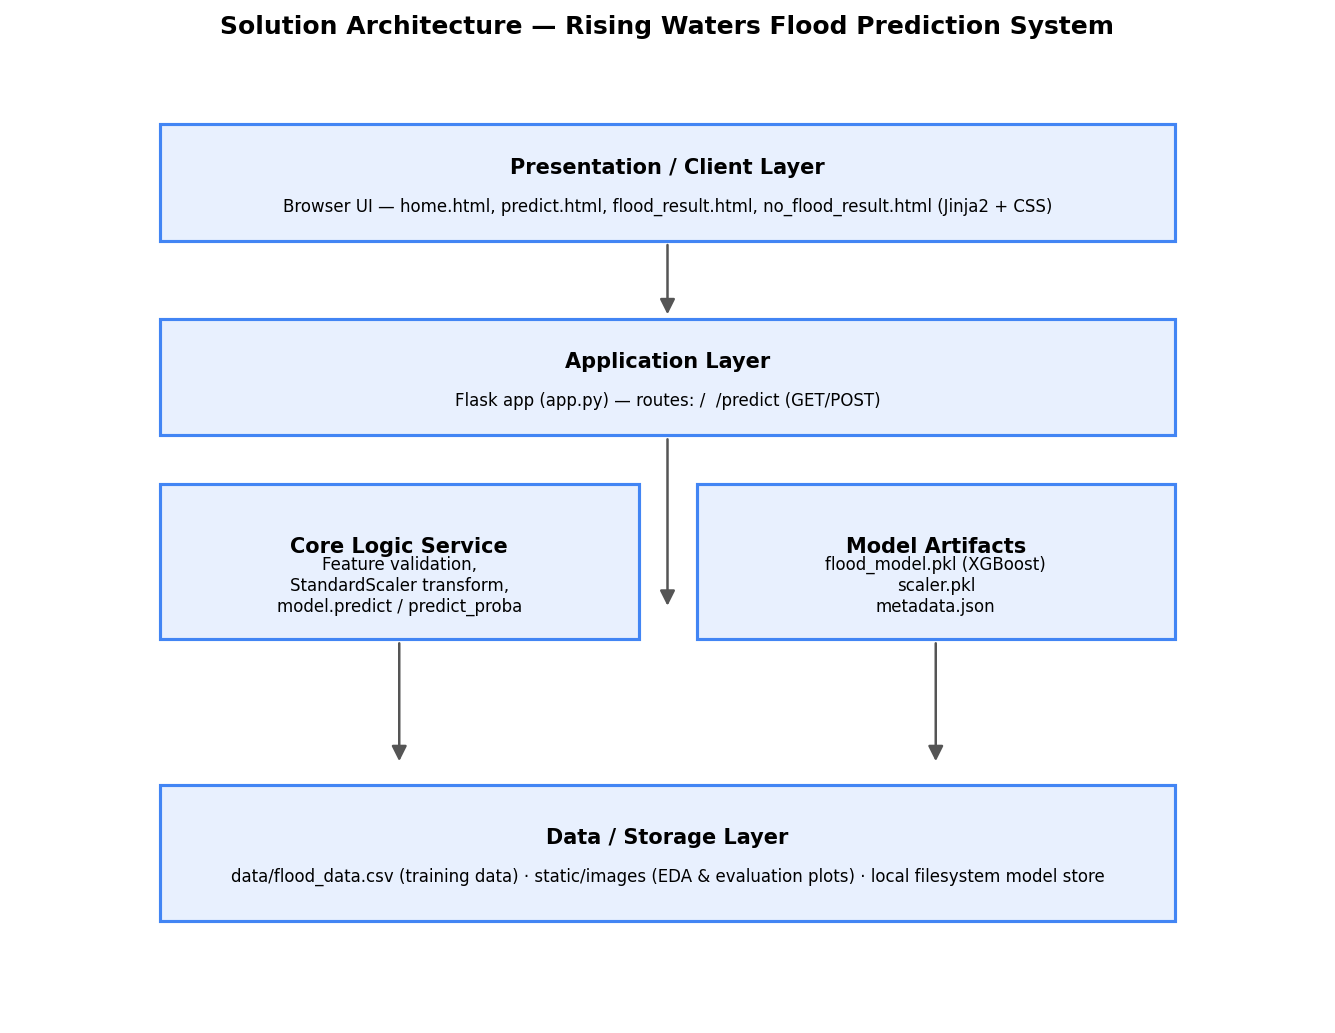 Solution Architecture — Rising Waters Flood Prediction System
Presentation / Client Layer
Browser UI — home.html, predict.html, flood_result.html, no_flood_result.html (Jinja2 + CSS)
Application Layer
Flask app (app.py) — routes: /  /predict (GET/POST)
Core Logic Service
Feature validation,
StandardScaler transform,
model.predict / predict_proba
Model Artifacts
flood_model.pkl (XGBoost)
scaler.pkl
metadata.json
Data / Storage Layer
data/flood_data.csv (training data) · static/images (EDA & evaluation plots) · local filesystem model store